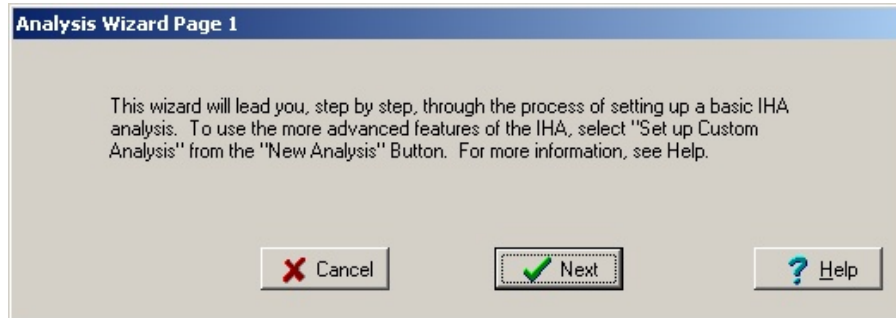 Analysis Wizard Page 1
This wizard will lead you, step by step, through the process of setting up a basic IHA
analysis. To use the more advanced features of the IHA, select "Set up Custom
Analysis" from the "New Analysis" Button. For more information, see Help.
Cancel
Next
Help